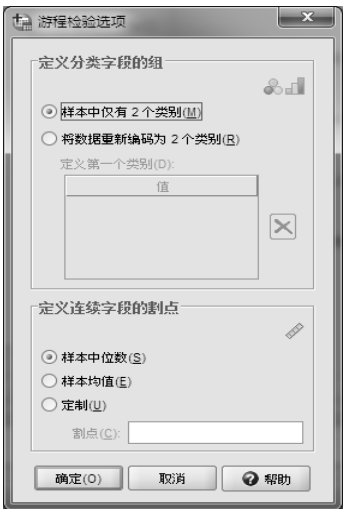 游程检验选项
定义分类字段的组
样本中仅有 2 个类别(M)
将数据重新编码为 2 个类别(R)
定义第一个类别(D):
值
定义连续字段的割点
样本中位数(S)
样本均值(E)
定制(U)
割点(C):
确定(O) 取消 帮助